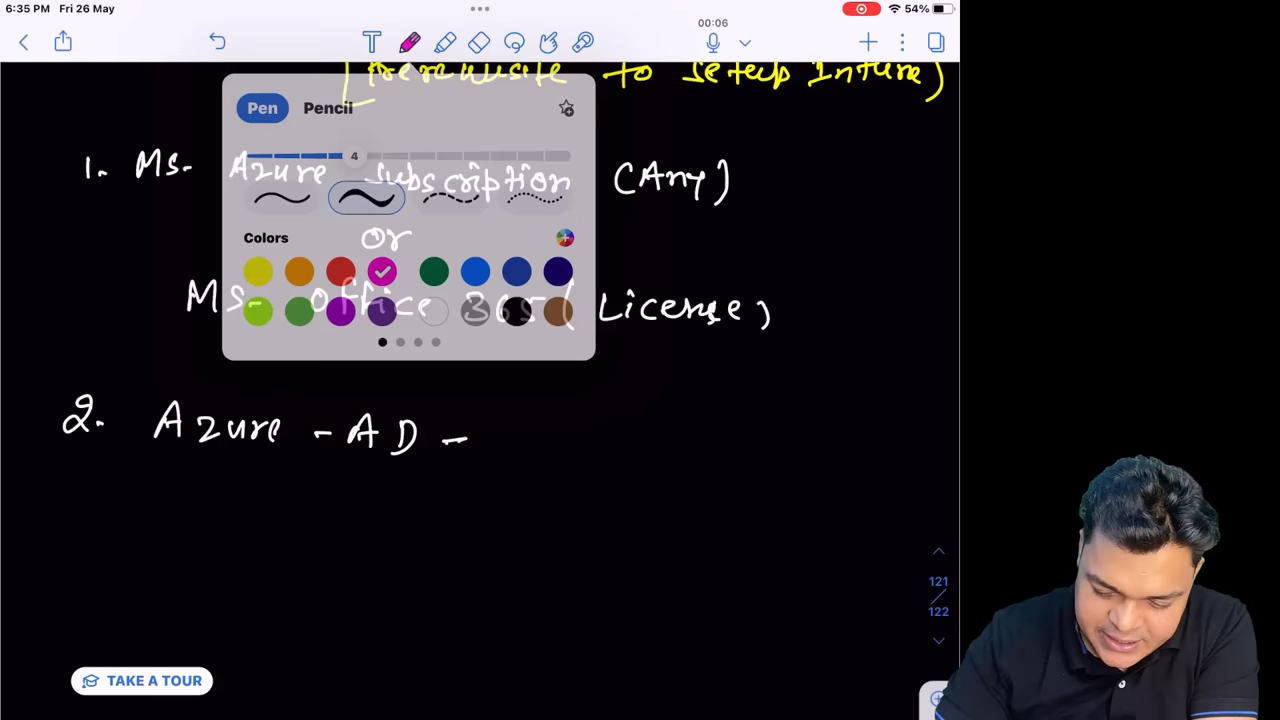 6:35 PM Fri 26 May
54%
00:06
(Prerequisite to setup Intune)
Pen Pencil
4
1. MS. Azure subscription (Any)
Colors
or
MS- office 365 ( License )
2. Azure - AD -
121
122
TAKE A TOUR